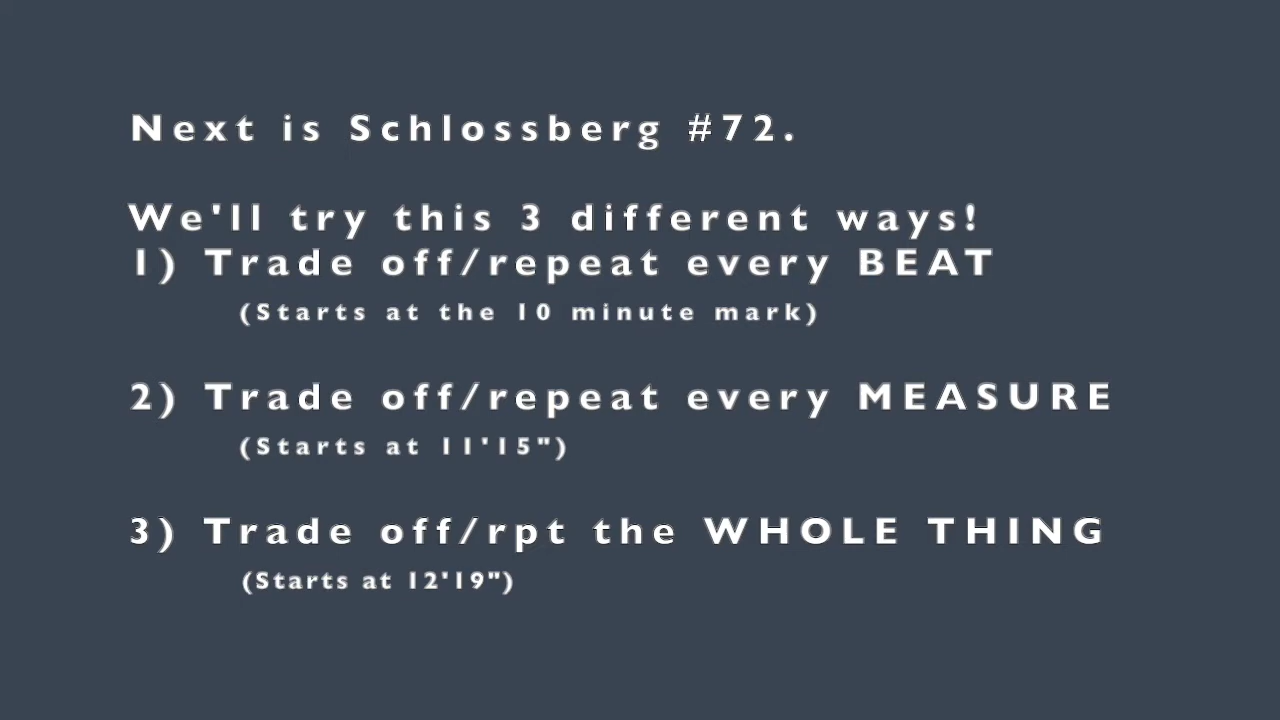 Next is Schlossberg #72.
We'll try this 3 different ways!
1) Trade off/repeat every BEAT
(Starts at the 10 minute mark)
2) Trade off/repeat every MEASURE
(Starts at 11'15")
3) Trade off/rpt the WHOLE THING
(Starts at 12'19")